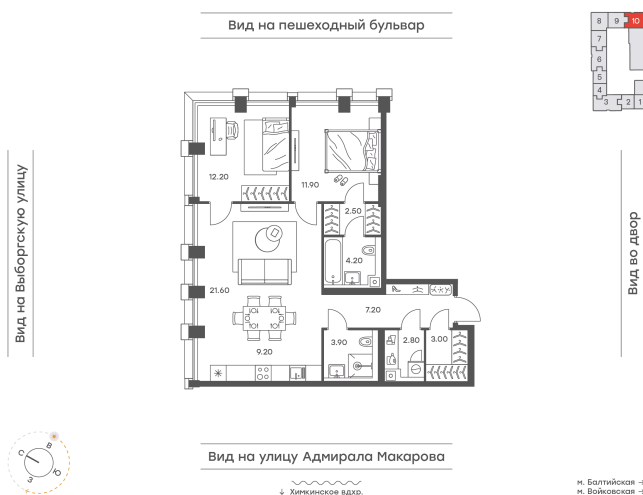 Вид на пешеходный бульвар
8 9 10
7
6
5
4
3 2 1
Вид на Выборгскую улицу
Вид во двор
12.20
11.90
2.50
4.20
21.60
7.20
9.20
3.90
2.80
3.00
Вид на улицу Адмирала Макарова
↓ Химкинское вдхр.
С В
З Ю
м. Балтийская
м. Войковская